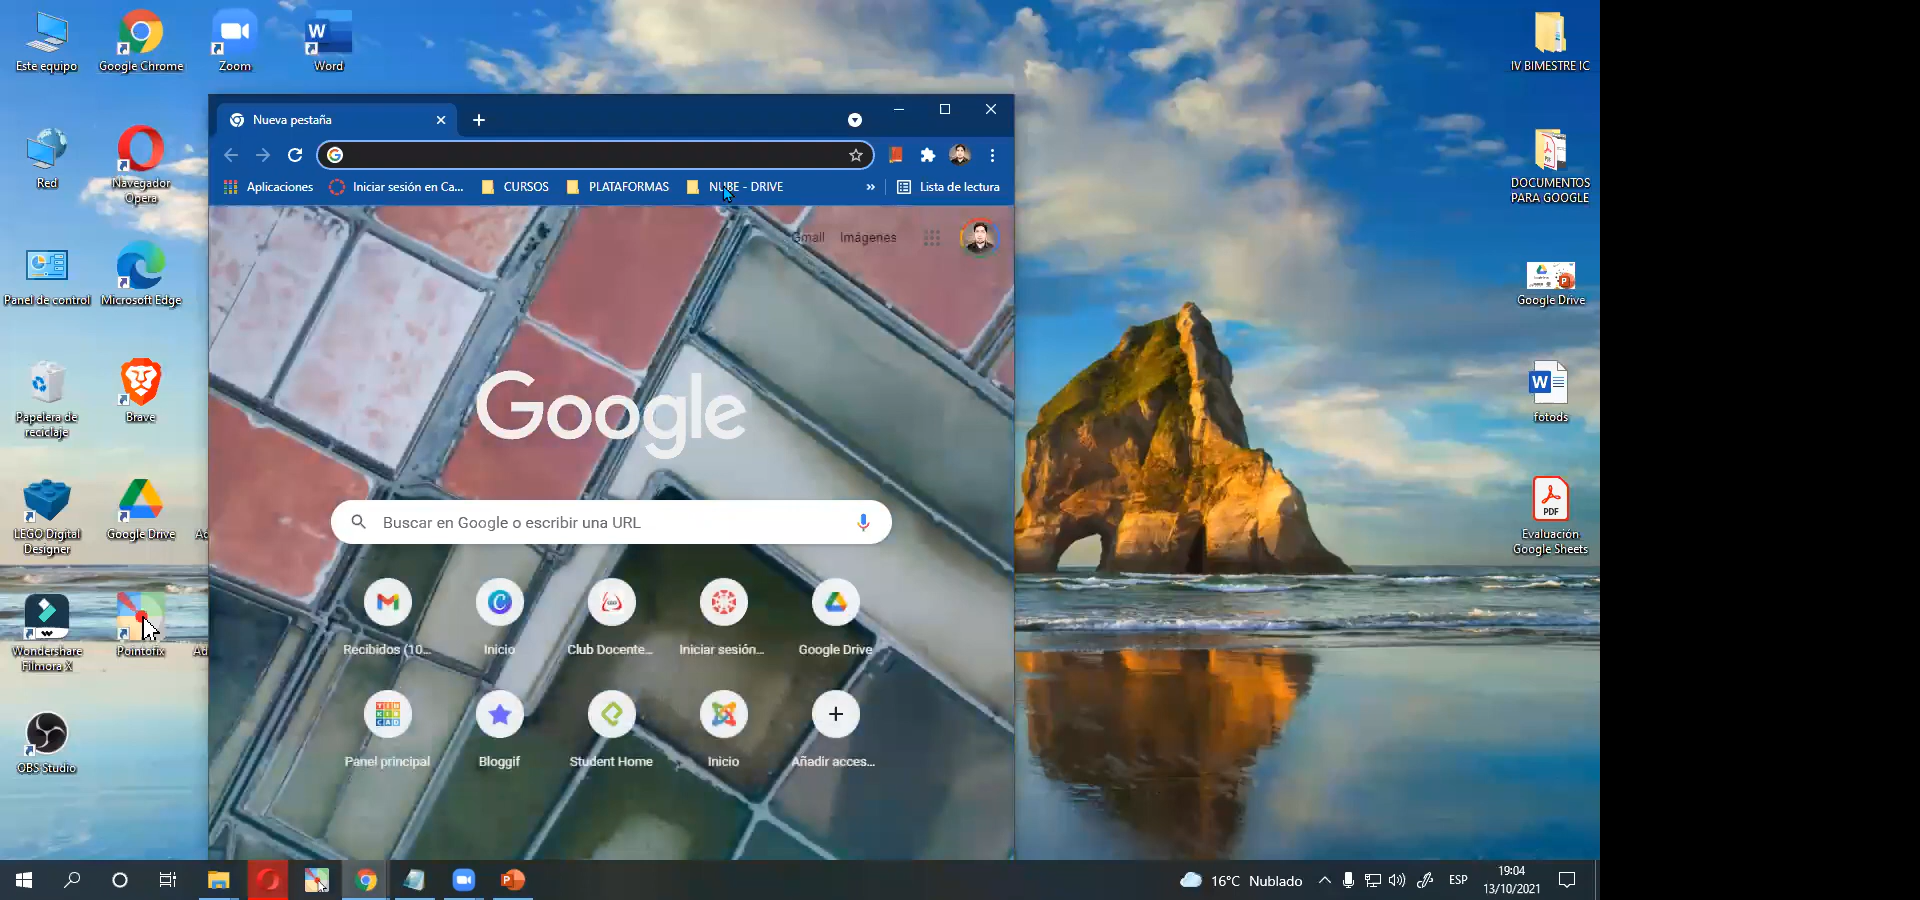 Este equipo
Google Chrome
Zoom
Word
IV BIMESTRE IC
Nueva pestaña
Aplicaciones
Iniciar sesión en Ca...
CURSOS
PLATAFORMAS
NUBE - DRIVE
»
Lista de lectura
Red
Navegador
Opera
DOCUMENTOS
PARA GOOGLE
Gmail
Imágenes
Panel de control
Microsoft Edge
Google Drive
Papelera de
reciclaje
Brave
Google
fotods
LEGO Digital
Designer
Google Drive
Ad
Buscar en Google o escribir una URL
PDF
Evaluación
Google Sheets
Wondershare
Filmora X
Pointofix
Ad
Recibidos (10...
Inicio
Club Docente...
Iniciar sesión...
Google Drive
OBS Studio
Panel principal
Bloggif
Student Home
Inicio
Añadir acces...
16°C Nublado
ESP
19:04
13/10/2021